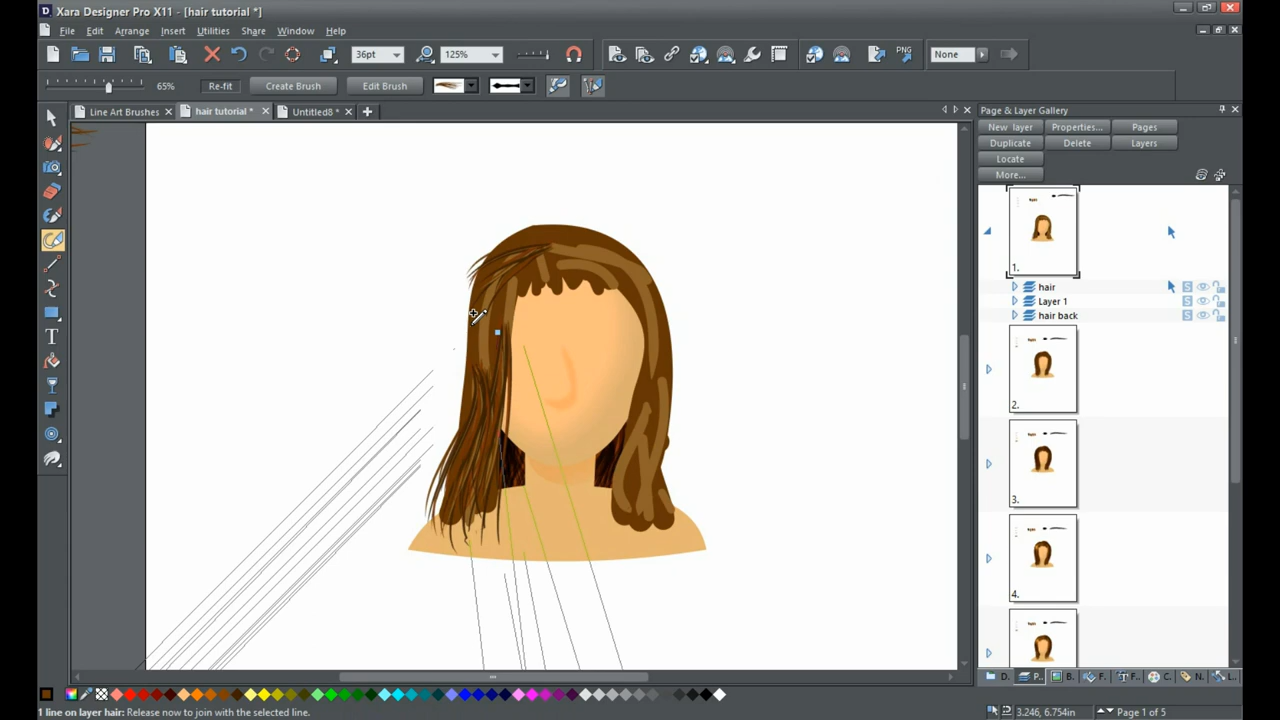 Xara Designer Pro X11 - [hair tutorial *]
File Edit Arrange Insert Utilities Share Window Help
36pt 125% PNG None
65% Re-fit Create Brush Edit Brush
Line Art Brushes hair tutorial * Untitled8 *
Page & Layer Gallery
New layer Properties... Pages
Duplicate Delete Layers
Locate
More...
1.
hair
Layer 1
hair back
2.
3.
4.
D. P.. B. F. F.. C. N. L..
1 line on layer hair: Release now to join with the selected line. 3.246, 6.754in Page 1 of 5